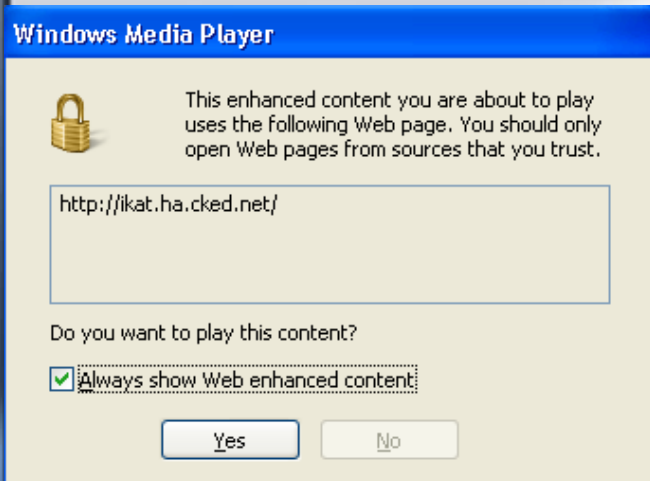 Windows Media Player
This enhanced content you are about to play
uses the following Web page. You should only
open Web pages from sources that you trust.
http://ikat.ha.cked.net/
Do you want to play this content?
Always show Web enhanced content
Yes
No